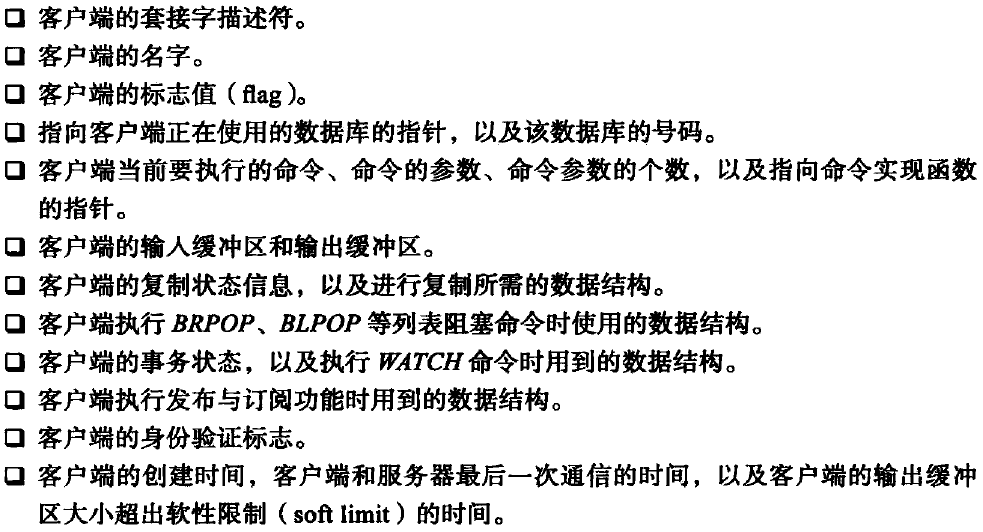 ❑ 客户端的套接字描述符。
❑ 客户端的名字。
❑ 客户端的标志值（flag）。
❑ 指向客户端正在使用的数据库的指针，以及该数据库的号码。
❑ 客户端当前要执行的命令、命令的参数、命令参数的个数，以及指向命令实现函数
的指针。
❑ 客户端的输入缓冲区和输出缓冲区。
❑ 客户端的复制状态信息，以及进行复制所需的数据结构。
❑ 客户端执行 BRPOP、BLPOP 等列表阻塞命令时使用的数据结构。
❑ 客户端的事务状态，以及执行 WATCH 命令时用到的数据结构。
❑ 客户端执行发布与订阅功能时用到的数据结构。
❑ 客户端的身份验证标志。
❑ 客户端的创建时间，客户端和服务器最后一次通信的时间，以及客户端的输出缓冲
区大小超出软性限制（soft limit）的时间。